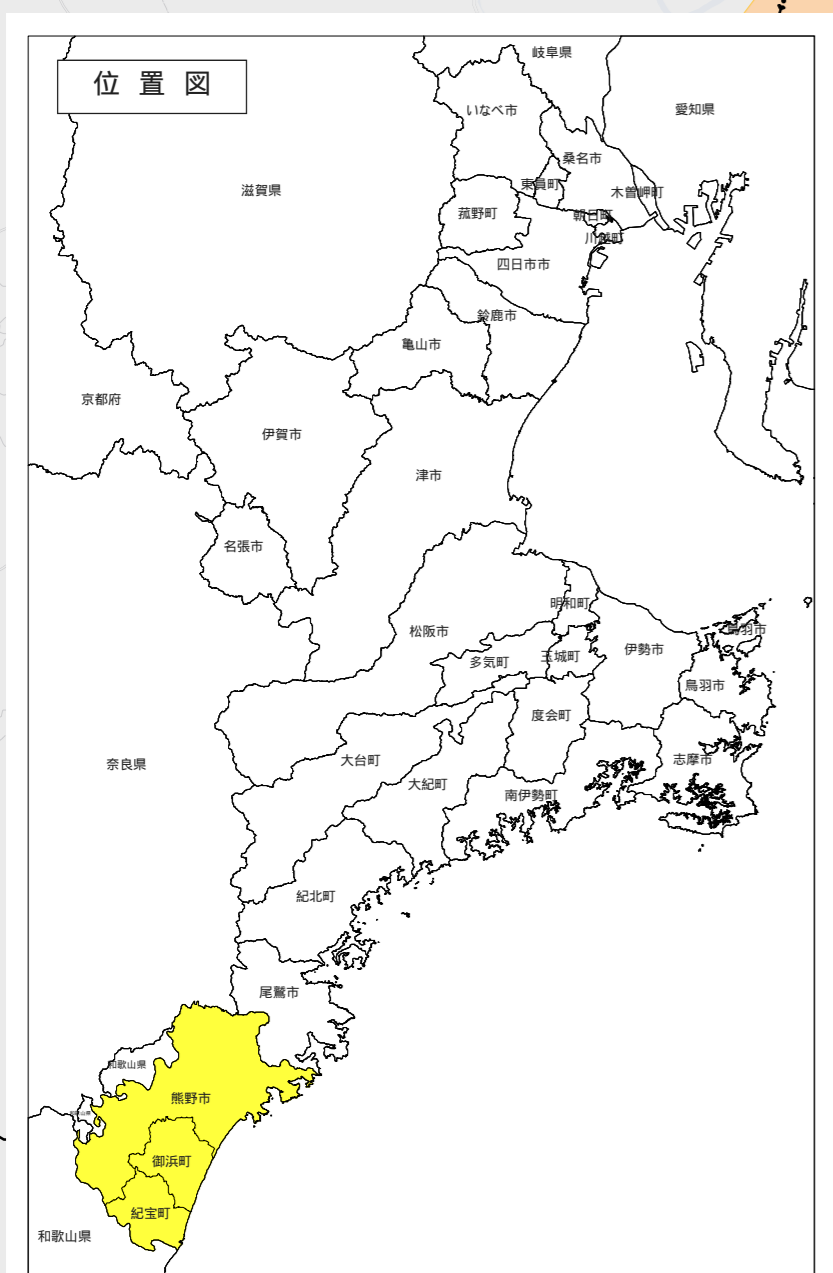 位置図
岐阜県
いなべ市
愛知県
桑名市
東員町
滋賀県
木曽岬町
菰野町
朝日町
川越町
四日市市
鈴鹿市
亀山市
京都府
伊賀市
津市
名張市
明和町
松阪市
鳥羽市
伊勢市
玉城町
多気町
鳥羽市
度会町
大台町
志摩市
奈良県
大紀町
南伊勢町
紀北町
尾鷲市
和歌山県
熊野市
和歌山県
御浜町
紀宝町
和歌山県